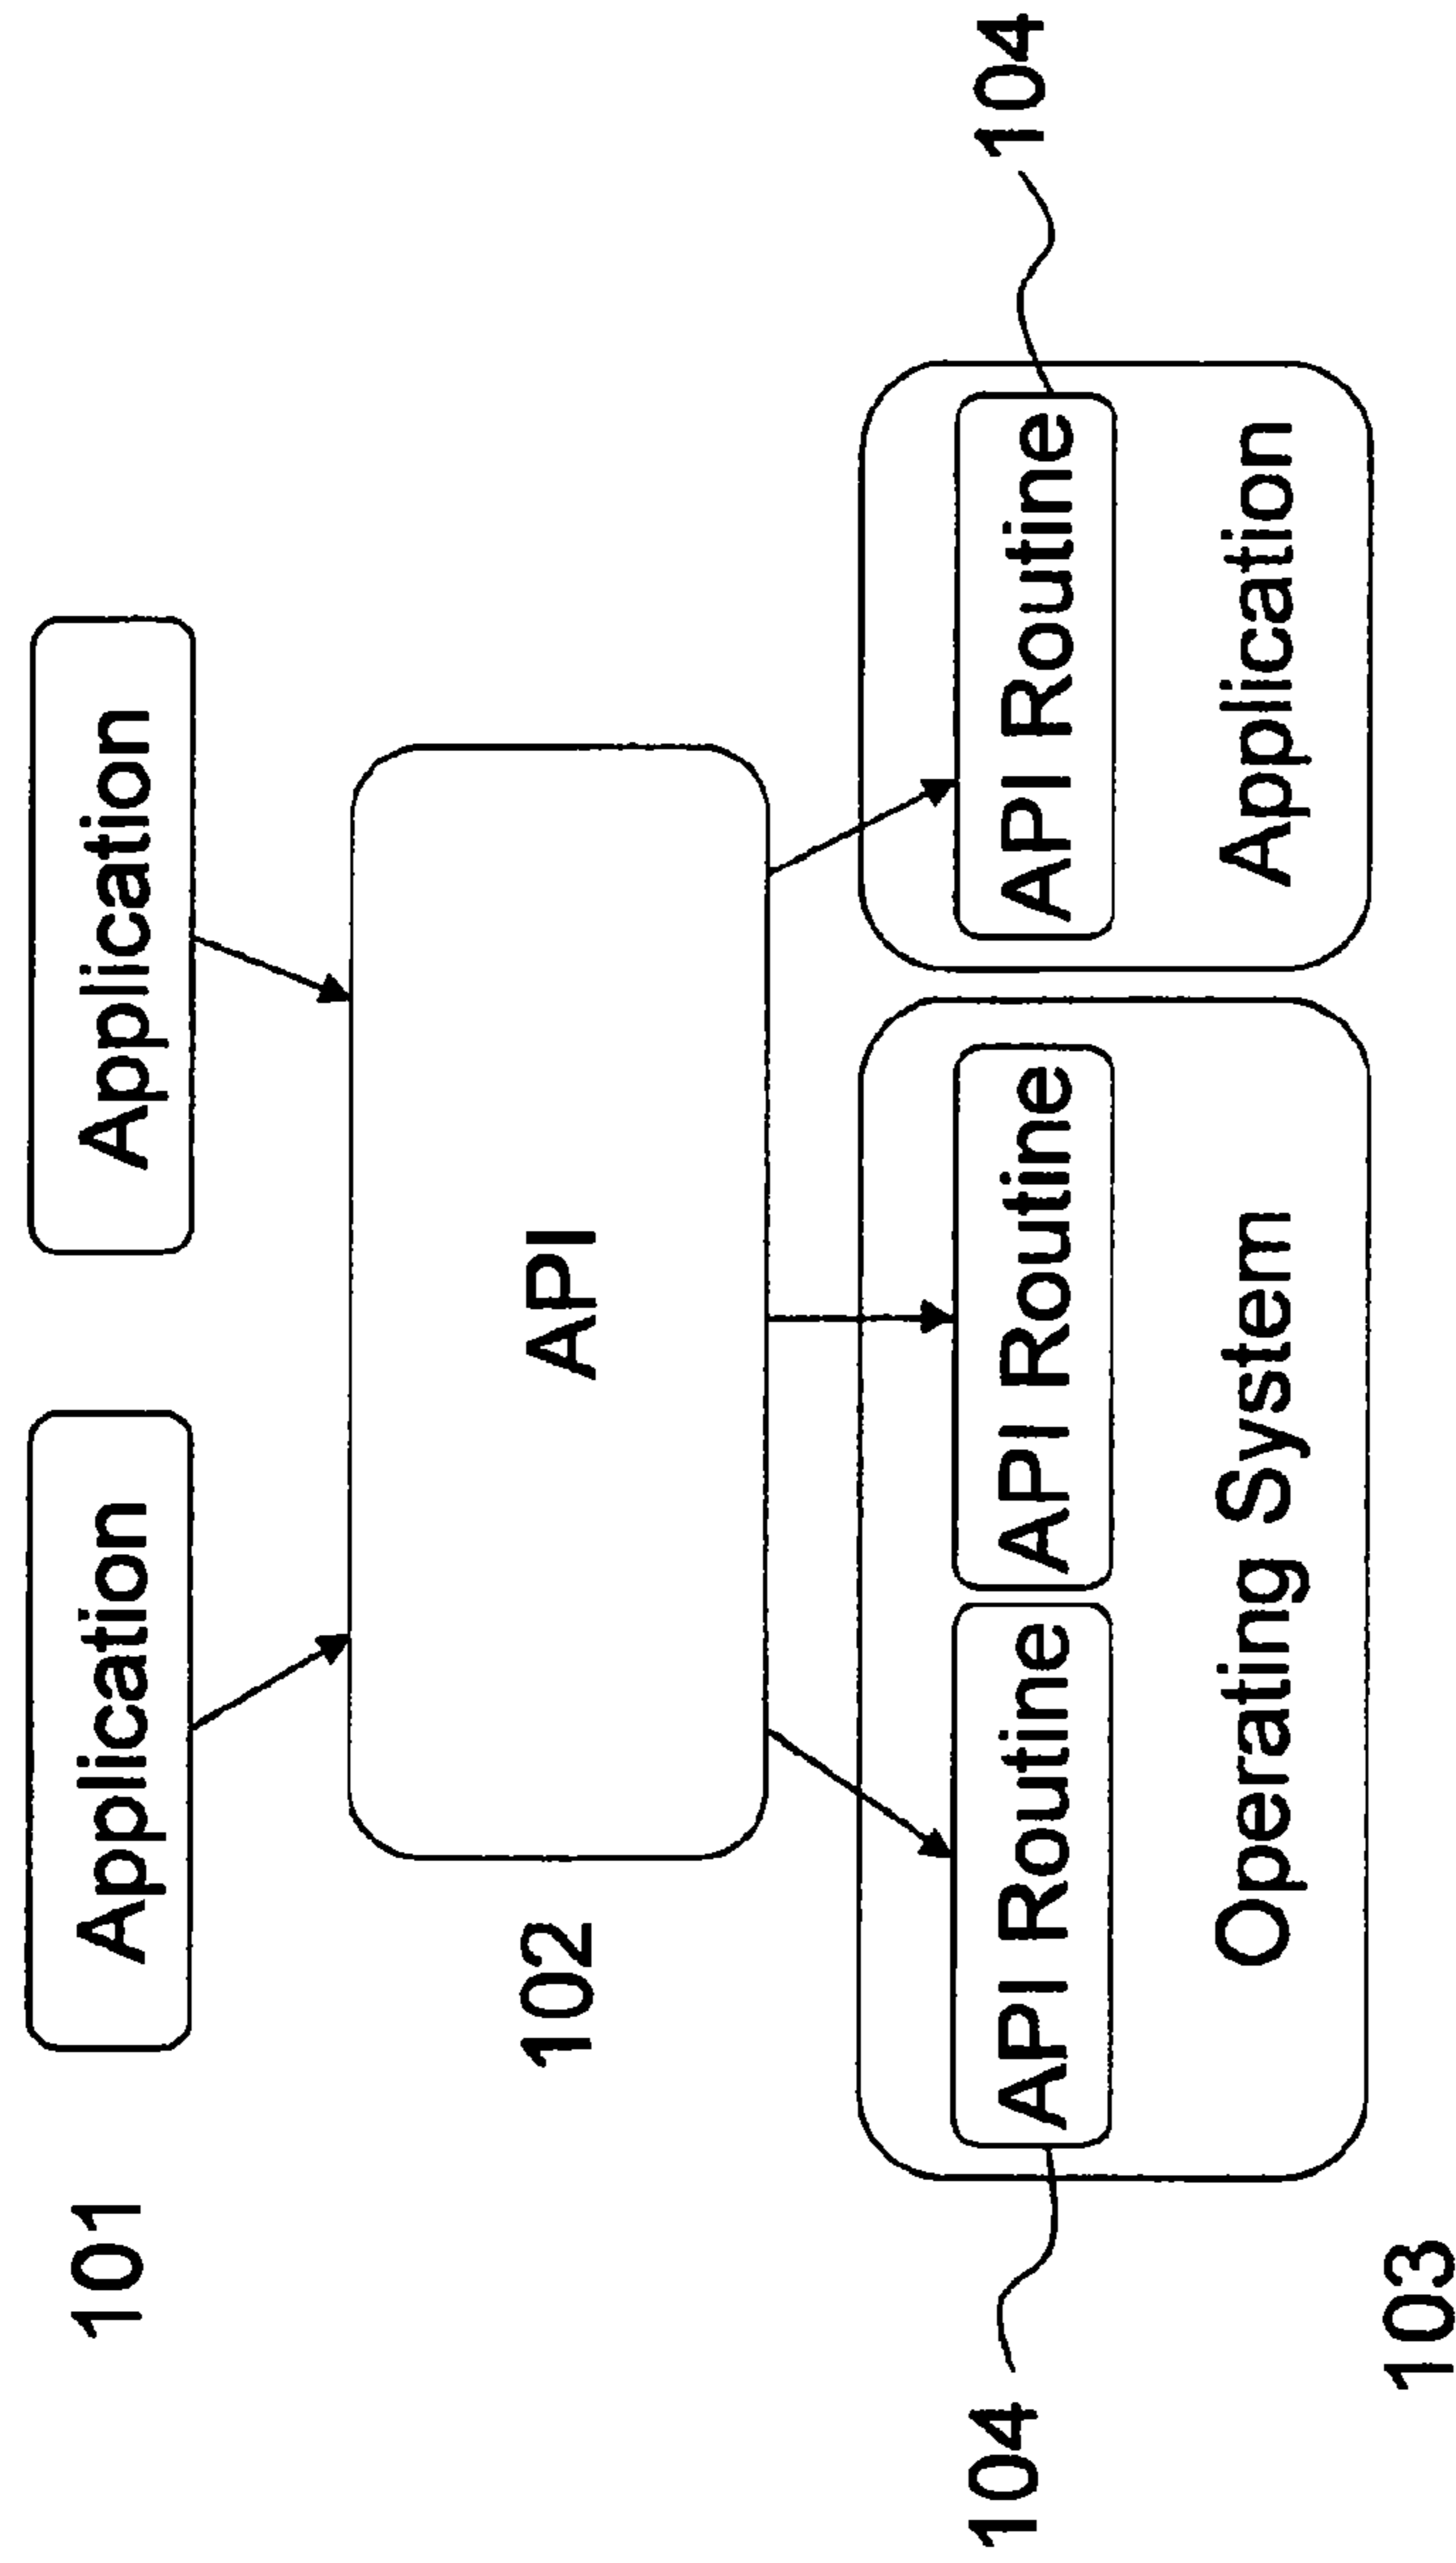 101
Application
Application
102
API
104
API Routine
API Routine
API Routine
104
Operating System
Application
103